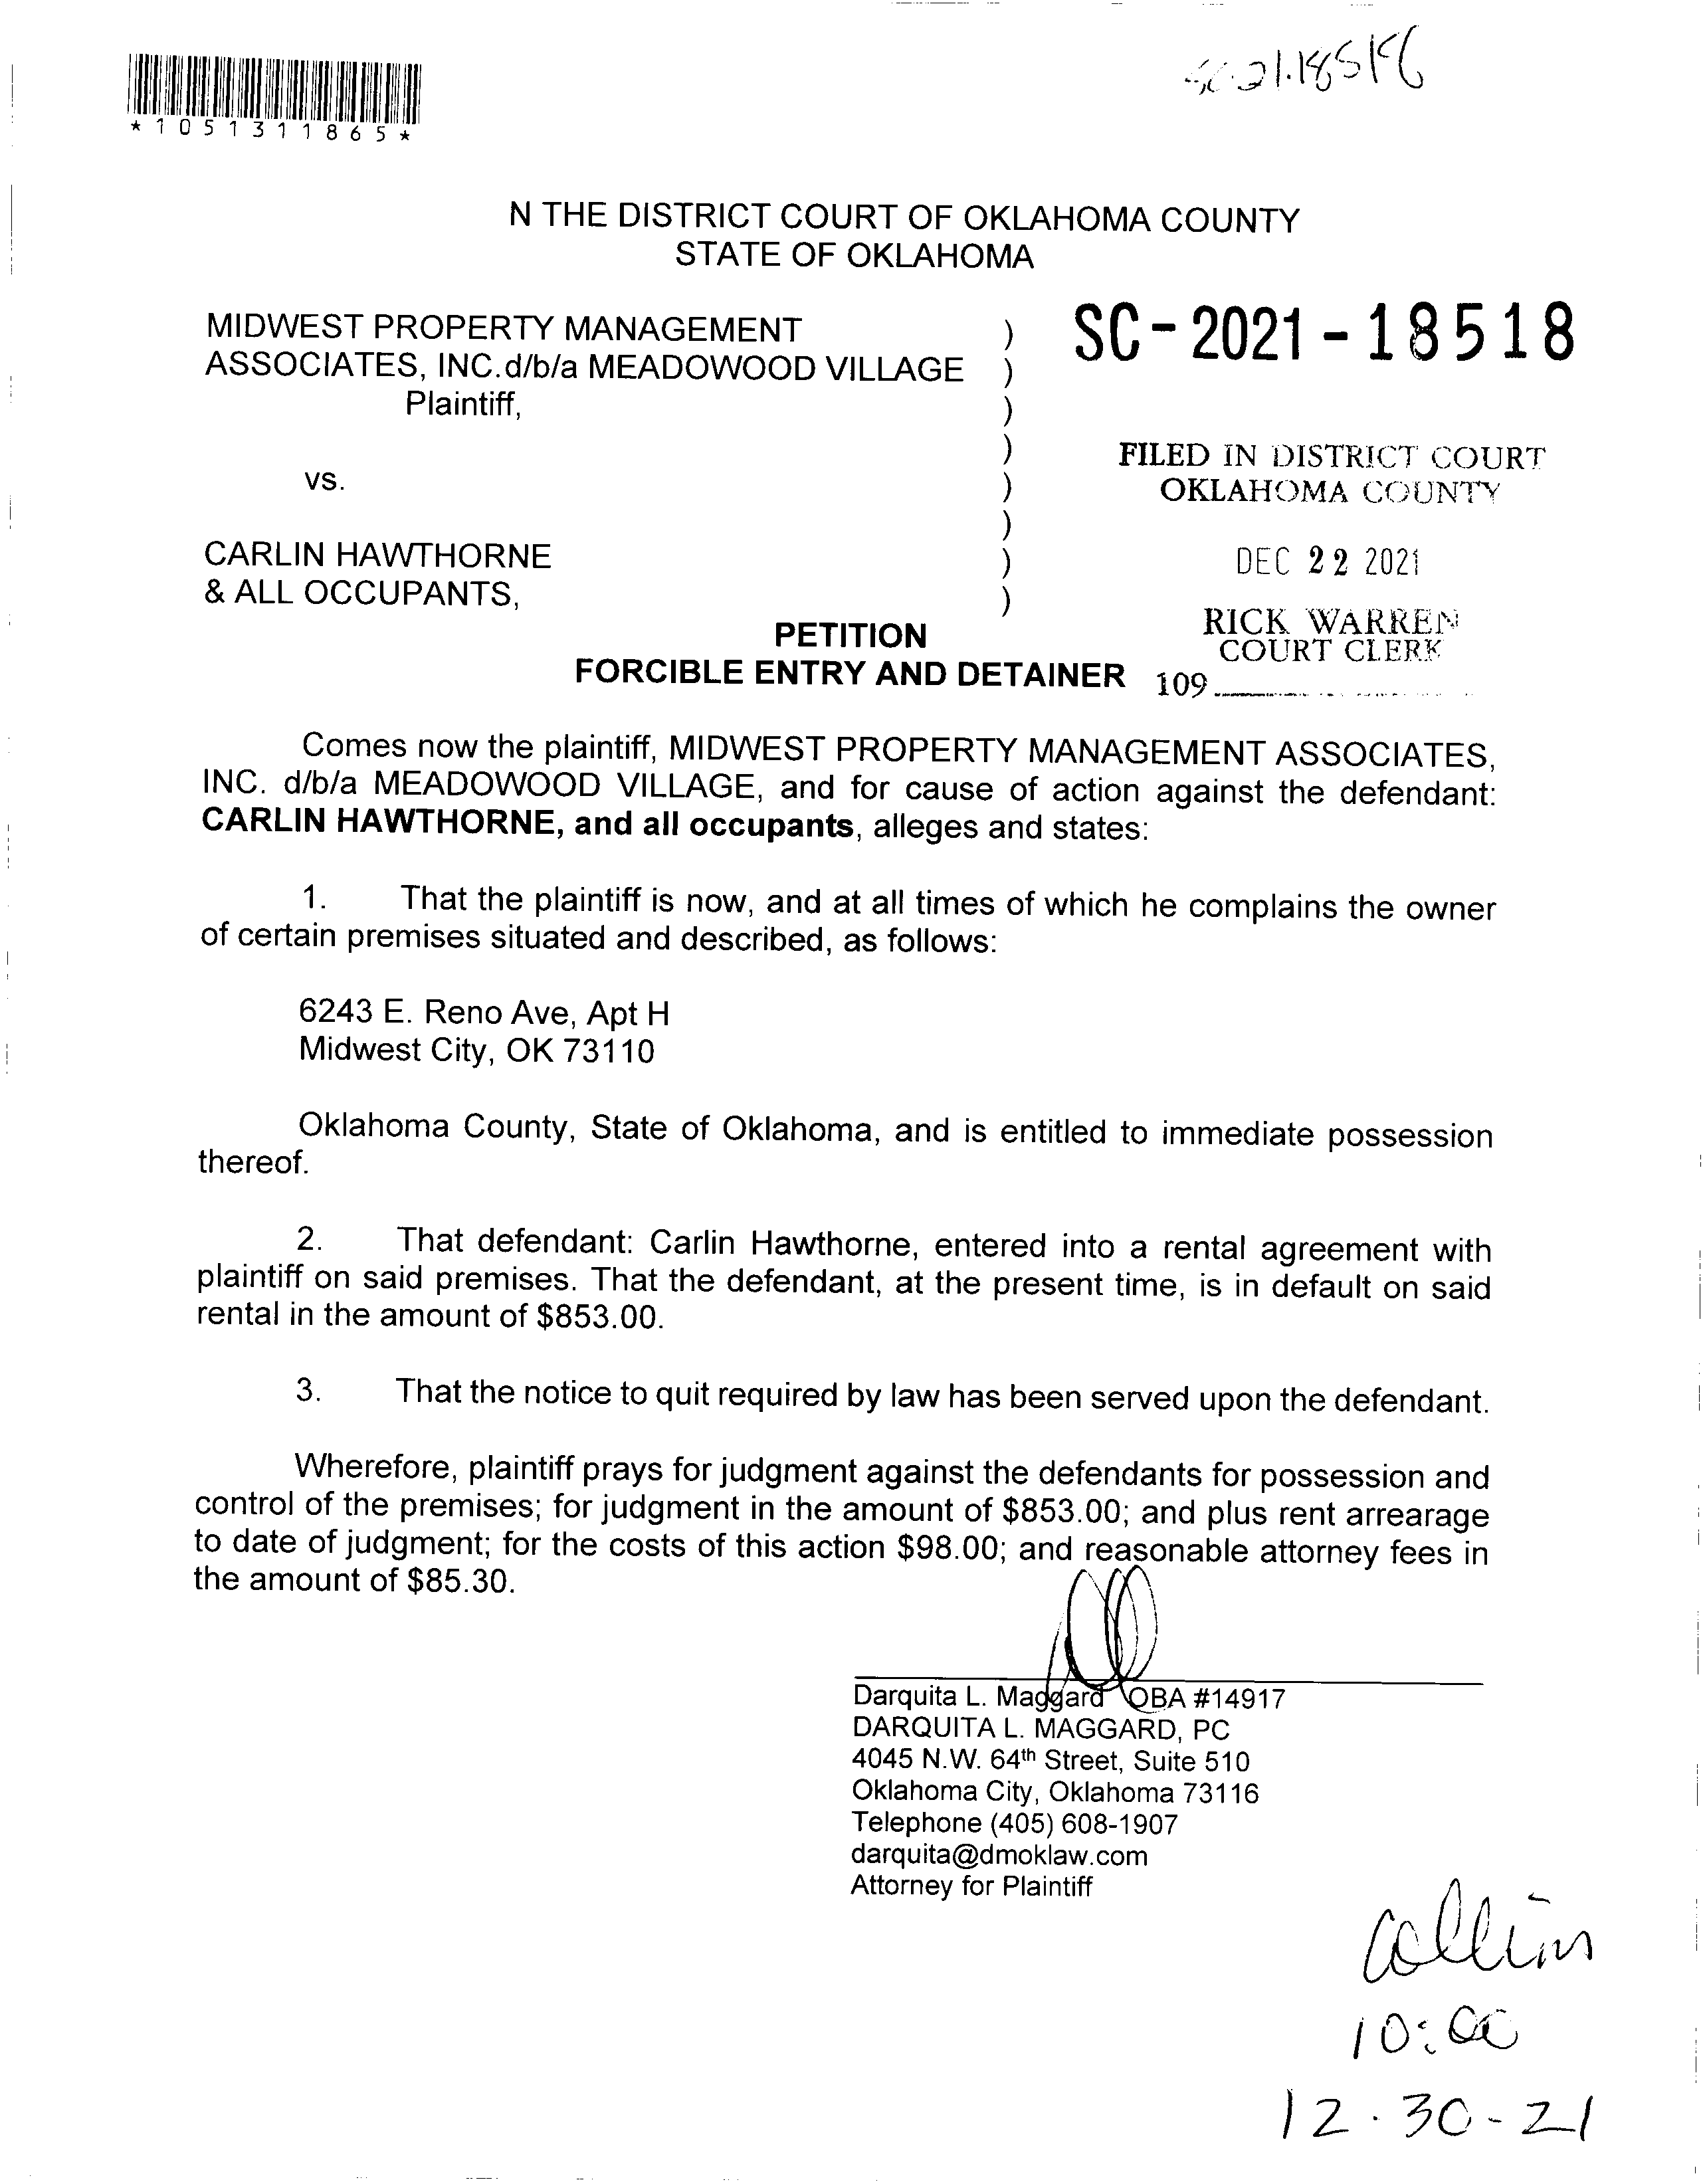 *1051311865*
N THE DISTRICT COURT OF OKLAHOMA COUNTY
STATE OF OKLAHOMA
MIDWEST PROPERTY MANAGEMENT )
ASSOCIATES, INC.d/b/a MEADOWOOD VILLAGE )
Plaintiff, )
)
vs. )
)
CARLIN HAWTHORNE )
& ALL OCCUPANTS, )
SC-2021-18518
FILED IN DISTRICT COURT
OKLAHOMA COUNTY
DEC 22 2021
RICK WARREN
COURT CLERK
109
PETITION
FORCIBLE ENTRY AND DETAINER
Comes now the plaintiff, MIDWEST PROPERTY MANAGEMENT ASSOCIATES,
INC. d/b/a MEADOWOOD VILLAGE, and for cause of action against the defendant:
CARLIN HAWTHORNE, and all occupants, alleges and states:
1. That the plaintiff is now, and at all times of which he complains the owner
of certain premises situated and described, as follows:
6243 E. Reno Ave, Apt H
Midwest City, OK 73110
Oklahoma County, State of Oklahoma, and is entitled to immediate possession
thereof.
2. That defendant: Carlin Hawthorne, entered into a rental agreement with
plaintiff on said premises. That the defendant, at the present time, is in default on said
rental in the amount of $853.00.
3. That the notice to quit required by law has been served upon the defendant.
Wherefore, plaintiff prays for judgment against the defendants for possession and
control of the premises; for judgment in the amount of $853.00; and plus rent arrearage
to date of judgment; for the costs of this action $98.00; and reasonable attorney fees in
the amount of $85.30.
Darquita L. Maggard OBA #14917
DARQUITA L. MAGGARD, PC
4045 N.W. 64th Street, Suite 510
Oklahoma City, Oklahoma 73116
Telephone (405) 608-1907
darquita@dmoklaw.com
Attorney for Plaintiff
Collins
10:00
12·30-21